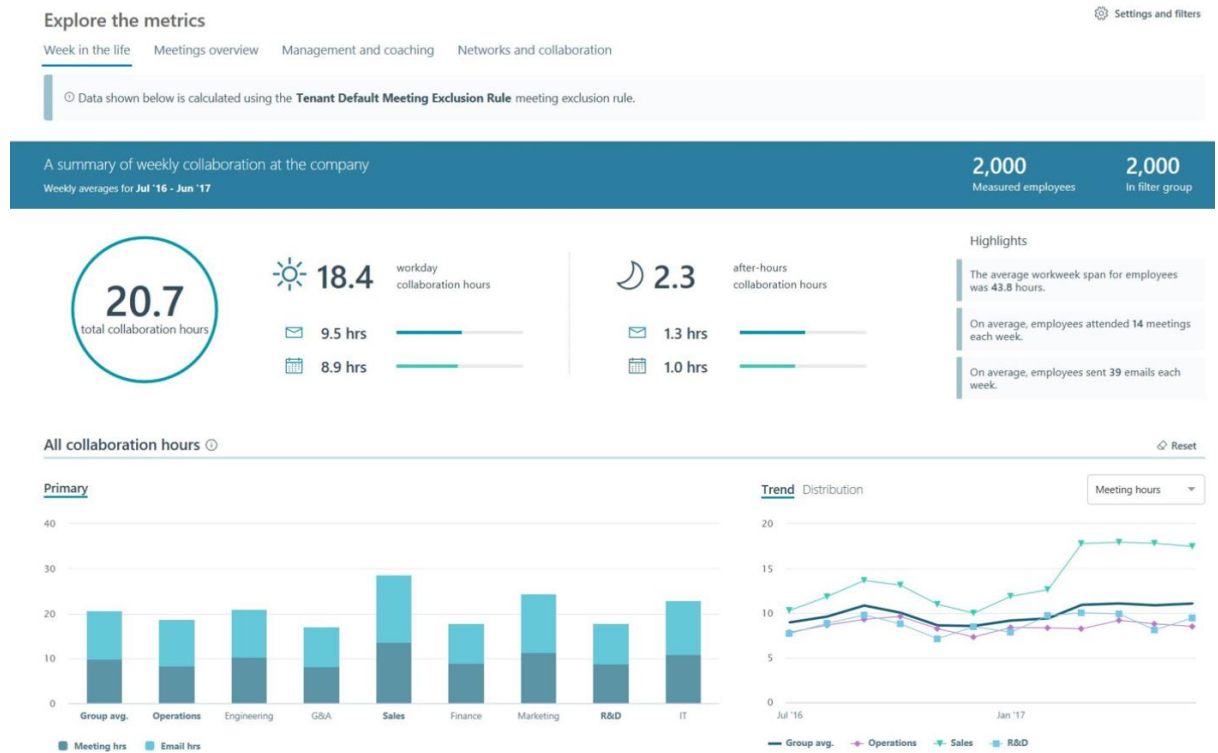 Explore the metrics
Settings and filters
Week in the life Meetings overview Management and coaching Networks and collaboration
Data shown below is calculated using the Tenant Default Meeting Exclusion Rule meeting exclusion rule.
A summary of weekly collaboration at the company
Weekly averages for Jul '16 - Jun '17
2,000
Measured employees
2,000
In filter group
20.7
total collaboration hours
18.4
workday
collaboration hours
9.5 hrs
8.9 hrs
2.3
after-hours
collaboration hours
1.3 hrs
1.0 hrs
Highlights
The average workweek span for employees
was 43.8 hours.
On average, employees attended 14 meetings
each week.
On average, employees sent 39 emails each
week.
All collaboration hours
Reset
Primary
40
30
20
10
0
Group avg. Operations Engineering G&A Sales Finance Marketing R&D IT
Meeting hrs Email hrs
Trend Distribution
Meeting hours
20
15
10
5
0
Jul '16 Jan '17
Group avg. Operations Sales R&D